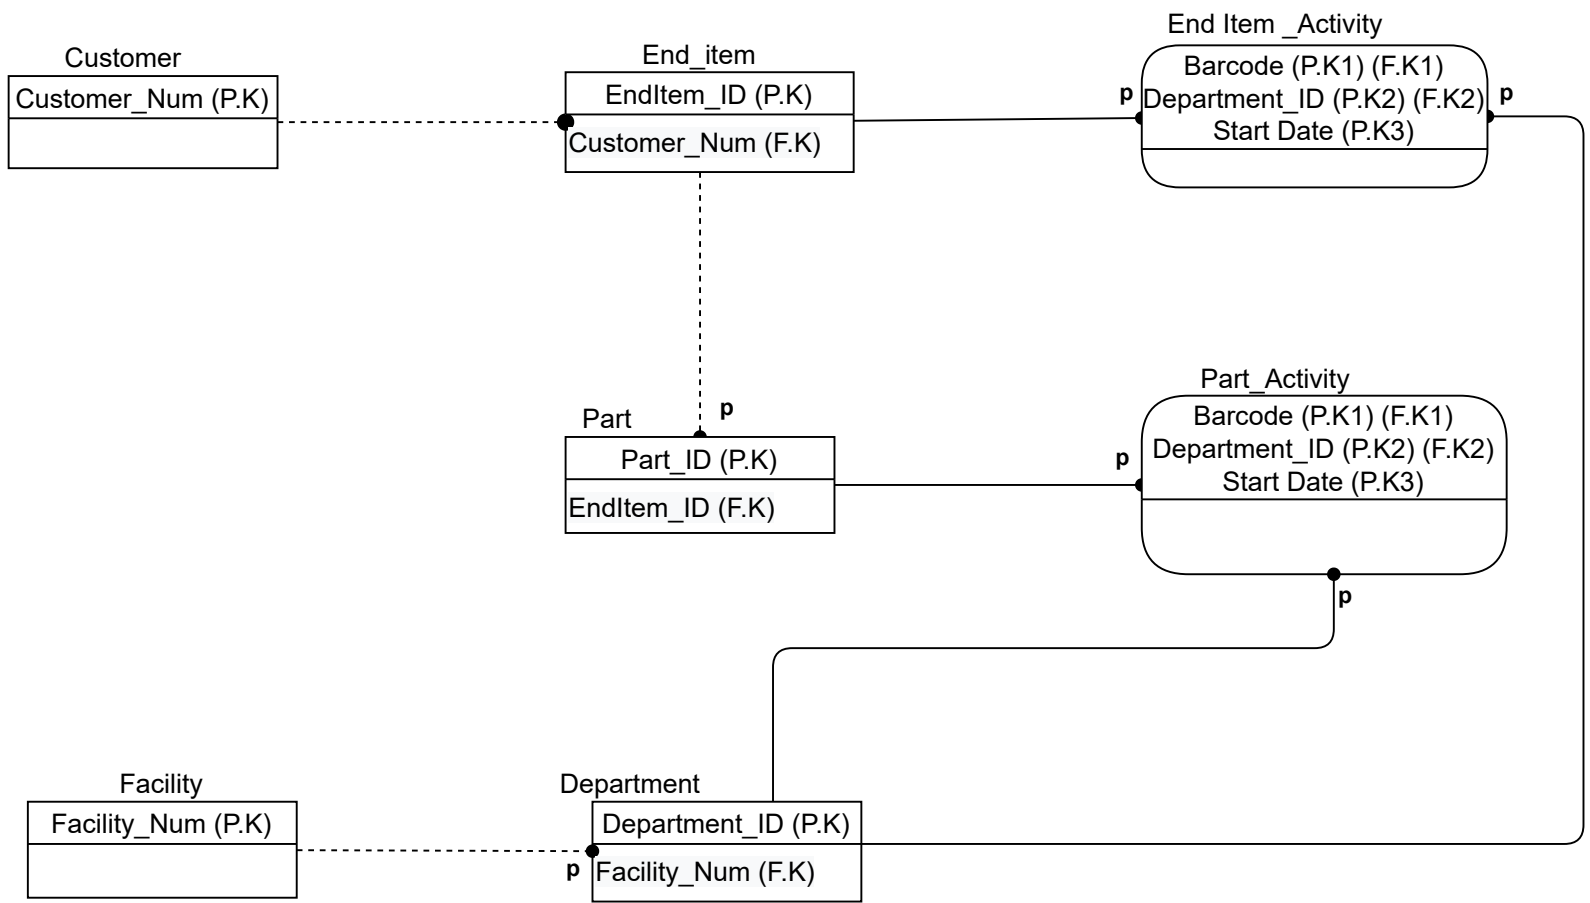 End Item _Activity
Customer
End_item
Barcode (P.K1) (F.K1)
Customer_Num (P.K)
EndItem_ID (P.K)
p
Department_ID (P.K2) (F.K2)
p
Customer_Num (F.K)
Start Date (P.K3)
Part_Activity
Part
p
Barcode (P.K1) (F.K1)
Part_ID (P.K)
p
Department_ID (P.K2) (F.K2)
EndItem_ID (F.K)
Start Date (P.K3)
p
Facility
Department
Facility_Num (P.K)
Department_ID (P.K)
p
Facility_Num (F.K)